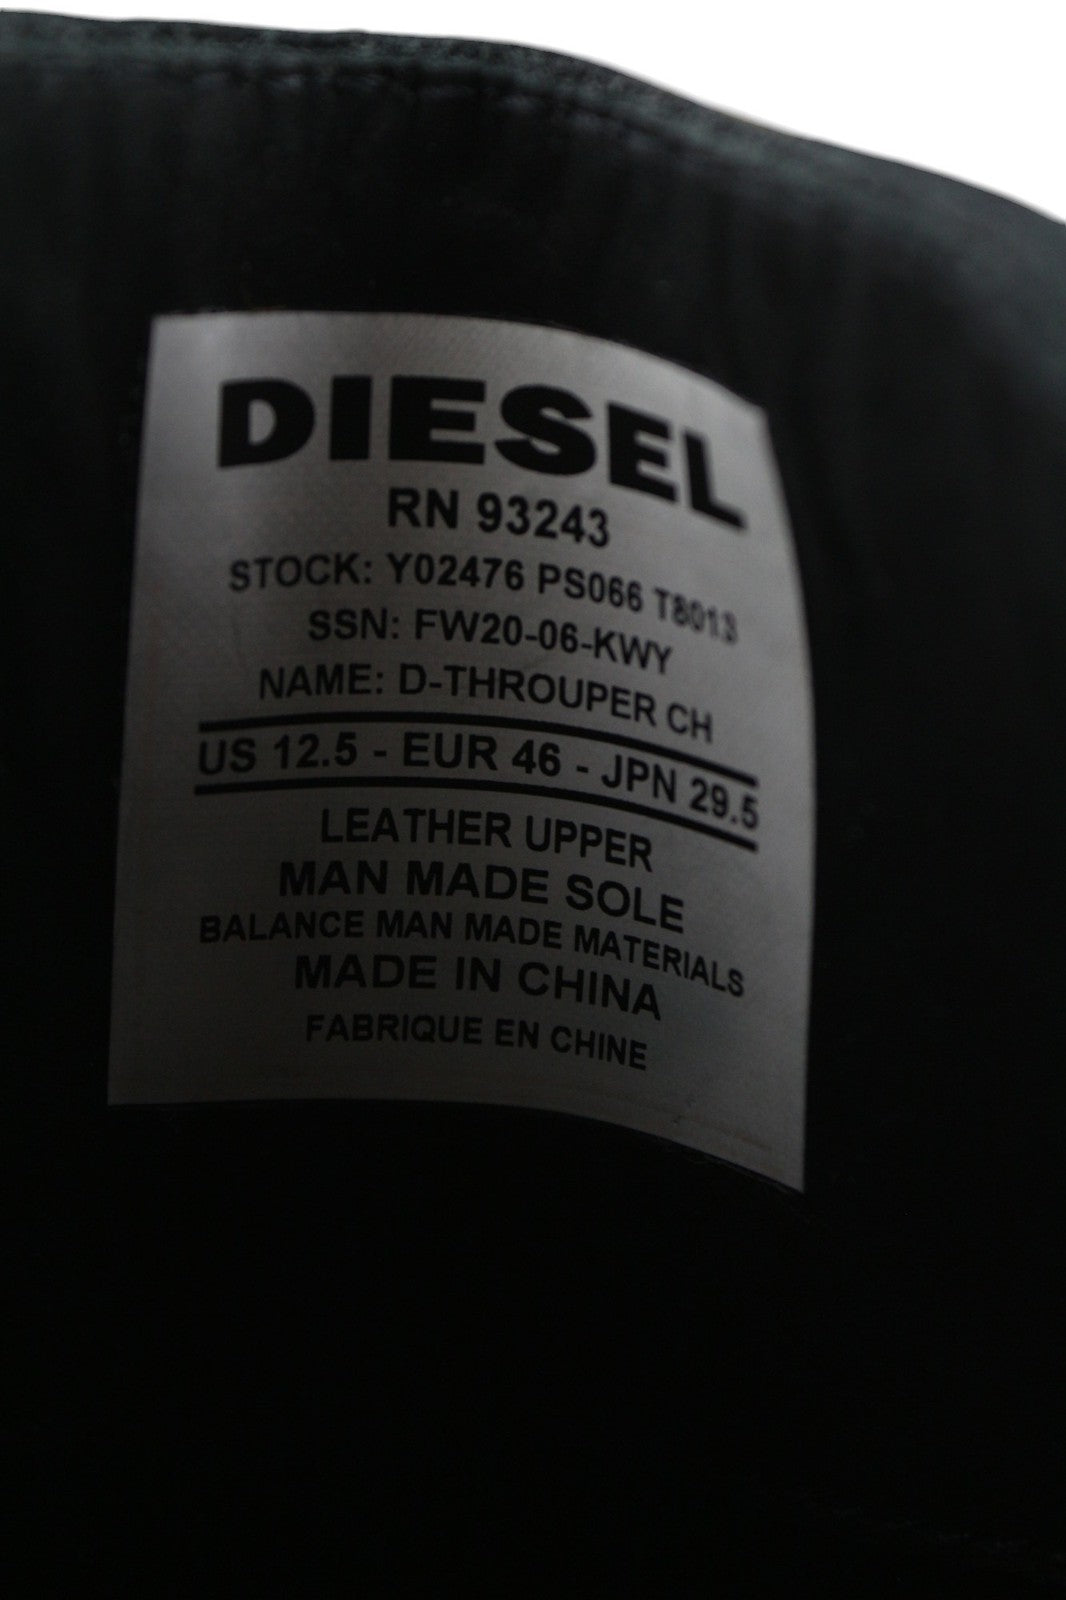 DIESEL
RN 93243
STOCK: Y02476 PS066 T8013
SSN: FW20-06-KWY
NAME: D-THROUPER CH
US 12.5 - EUR 46 - JPN 29.5
LEATHER UPPER
MAN MADE SOLE
BALANCE MAN MADE MATERIALS
MADE IN CHINA
FABRIQUE EN CHINE